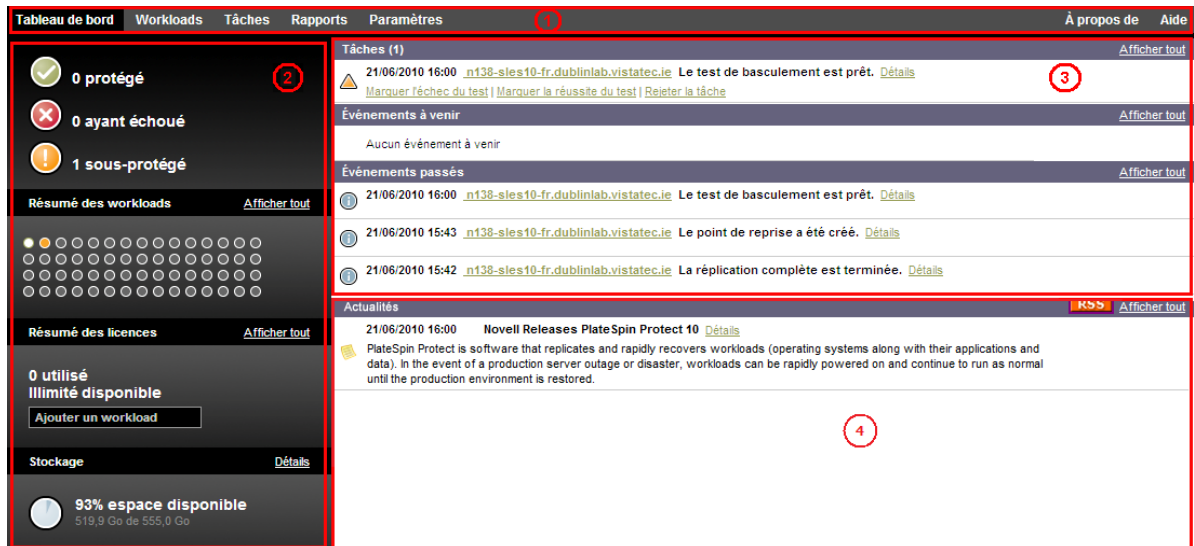 Tableau de bord Workloads Tâches Rapports Paramètres 1 À propos de Aide
0 protégé 2
0 ayant échoué
1 sous-protégé
Résumé des workloads Afficher tout
Résumé des licences Afficher tout
0 utilisé
Illimité disponible
Ajouter un workload
Stockage Détails
93% espace disponible
519,9 Go de 555,0 Go
Tâches (1) Afficher tout
21/06/2010 16:00 n138-sles10-fr.dublinlab.vistatec.ie Le test de basculement est prêt. Détails 3
Marquer l'échec du test | Marquer la réussite du test | Rejeter la tâche
Événements à venir Afficher tout
Aucun événement à venir
Événements passés Afficher tout
21/06/2010 16:00 n138-sles10-fr.dublinlab.vistatec.ie Le test de basculement est prêt. Détails
21/06/2010 15:43 n138-sles10-fr.dublinlab.vistatec.ie Le point de reprise a été créé. Détails
21/06/2010 15:42 n138-sles10-fr.dublinlab.vistatec.ie La réplication complète est terminée. Détails
Actualités RSS Afficher tout
21/06/2010 16:00 Novell Releases PlateSpin Protect 10 Détails
PlateSpin Protect is software that replicates and rapidly recovers workloads (operating systems along with their applications and
data). In the event of a production server outage or disaster, workloads can be rapidly powered on and continue to run as normal
until the production environment is restored.
4